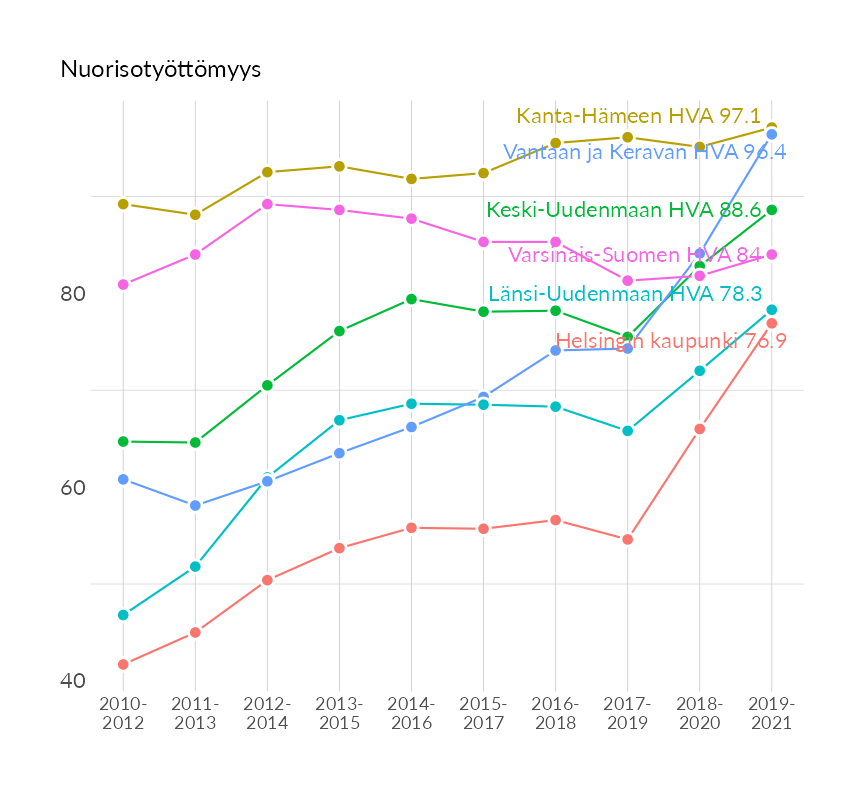 Nuorisotyöttömyys
Kanta-Hämeen HVA 97.1
Vantaan ja Keravan HVA 96.4
Keski-Uudenmaan HVA 88.6
Varsinais-Suomen HVA 84
80
Länsi-Uudenmaan HVA 78.3
Helsingin kaupunki 76.9
60
40
2010- 2011- 2012- 2013- 2014- 2015- 2016- 2017- 2018- 2019-
2012 2013 2014 2015 2016 2017 2018 2019 2020 2021